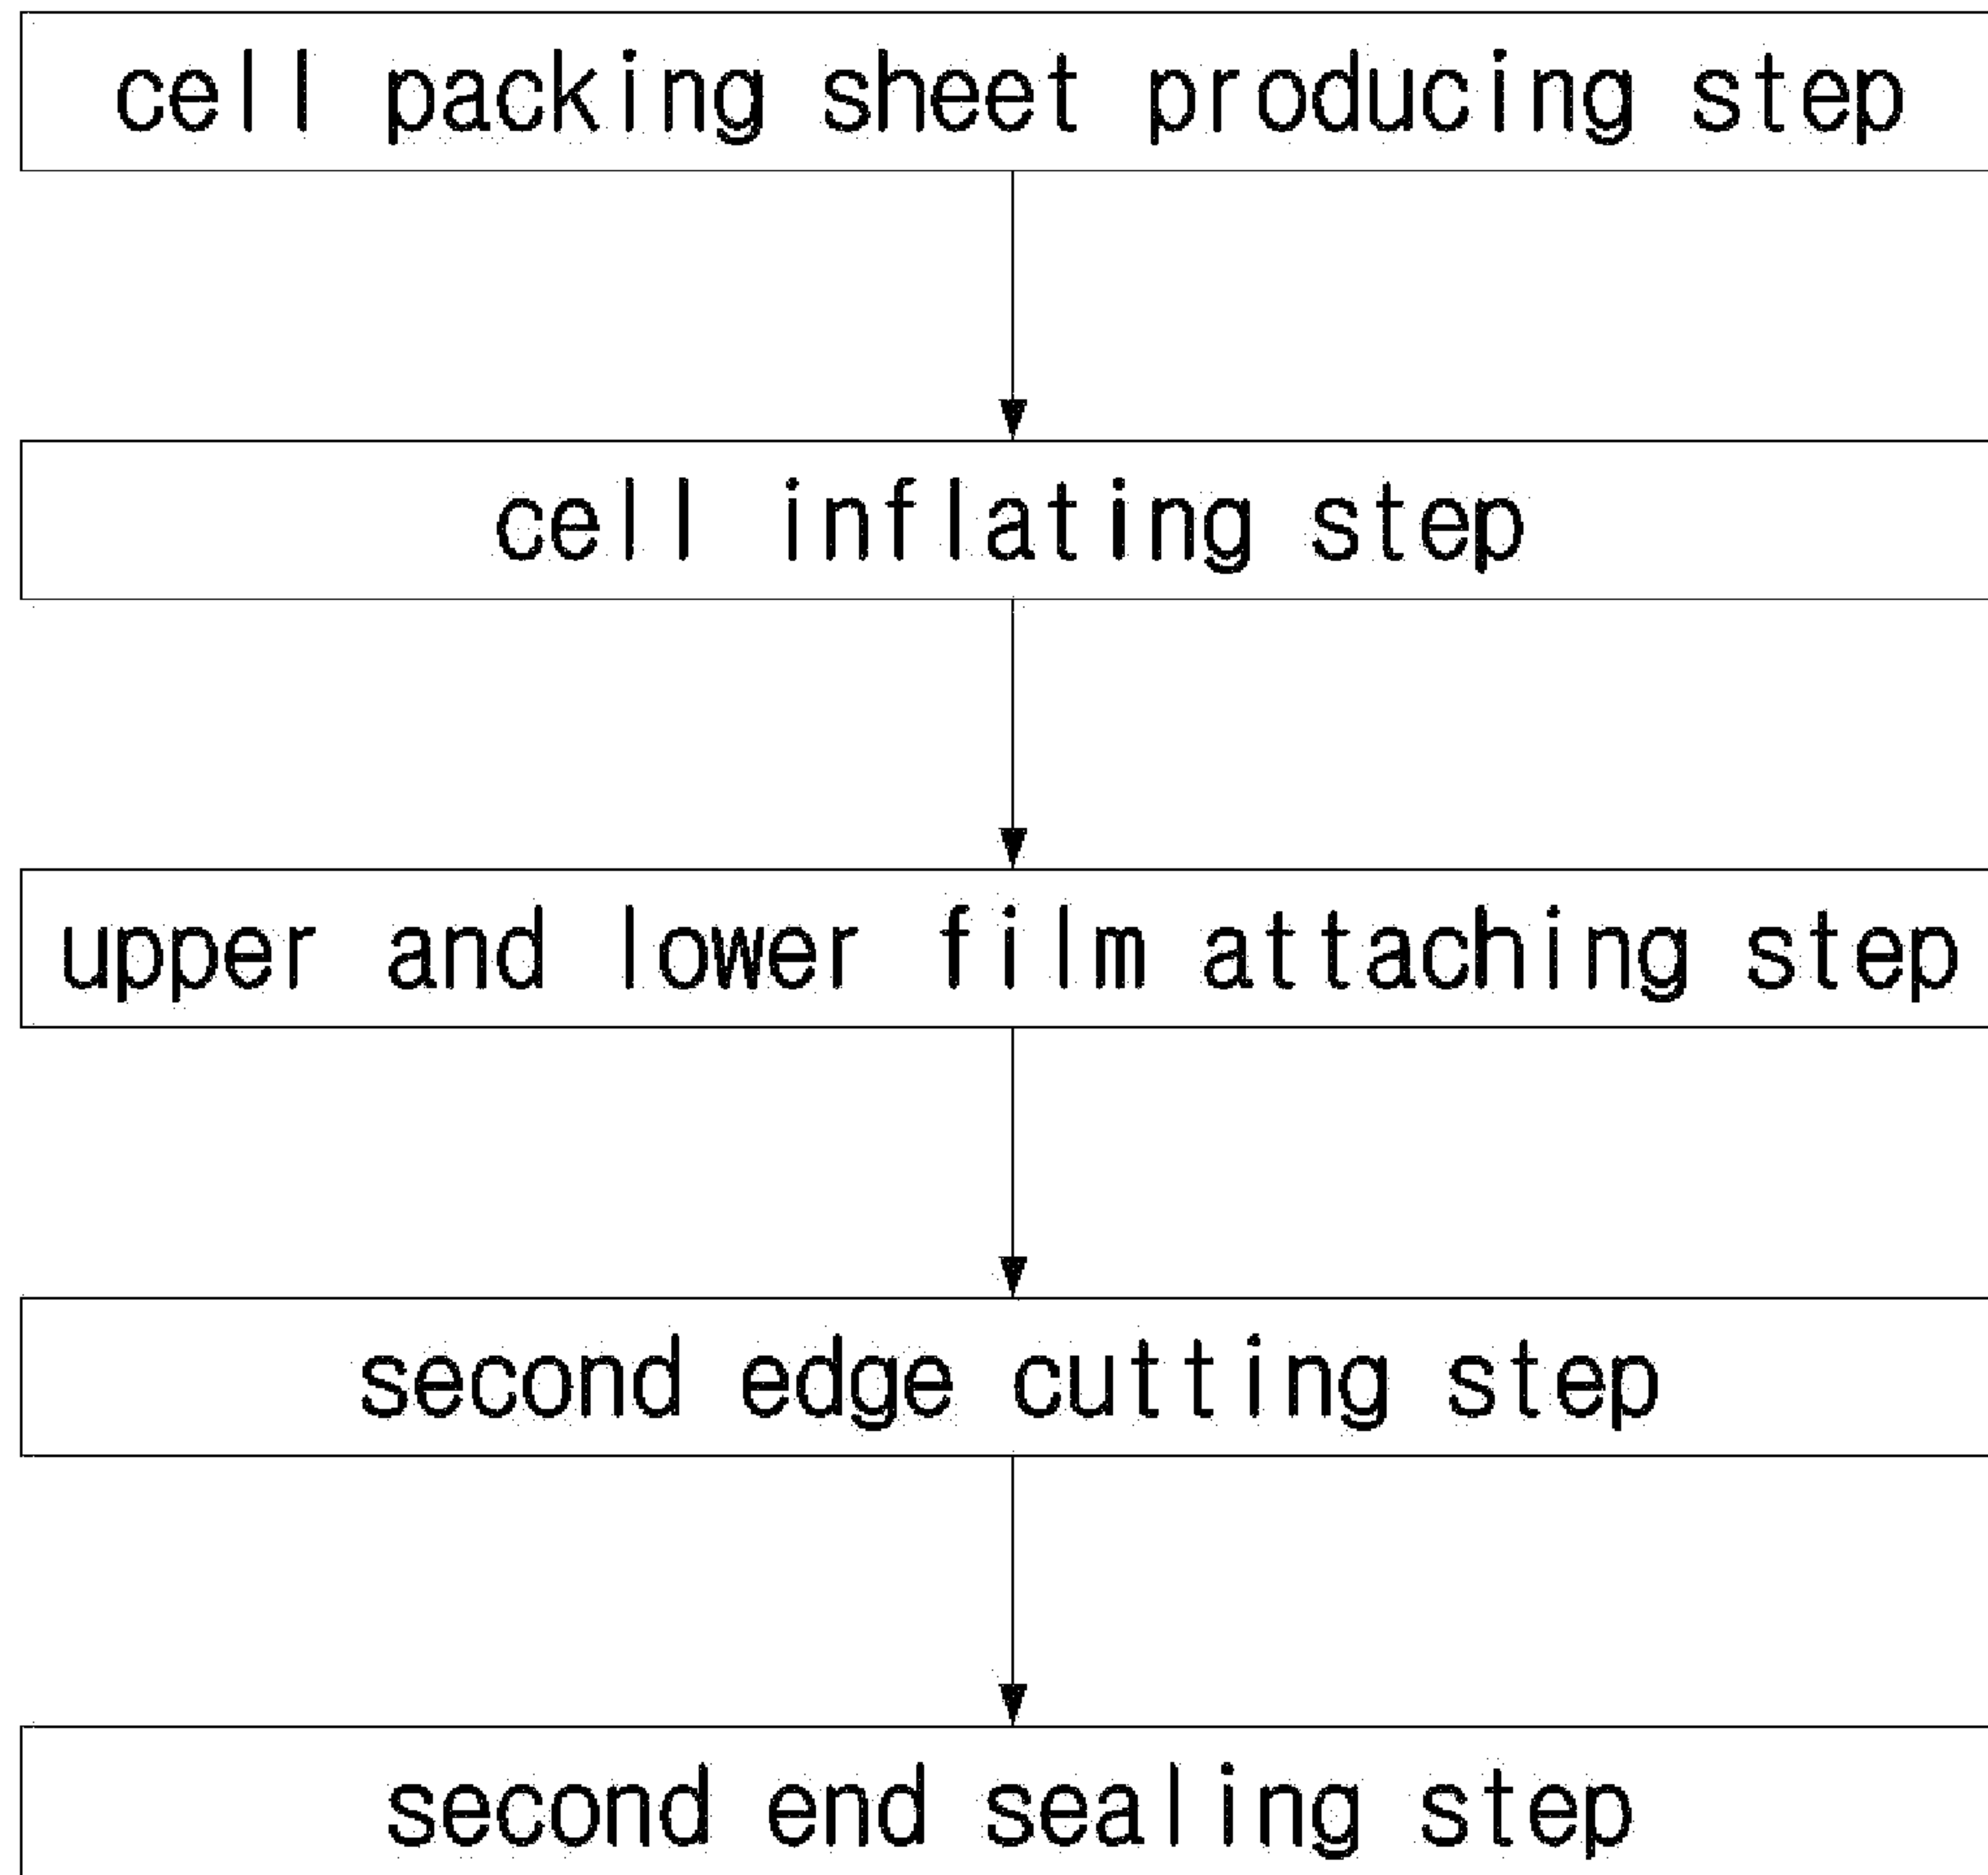 cell packing sheet producing step
cell inflating step
upper and lower film attaching step
second edge cutting step
second end sealing step